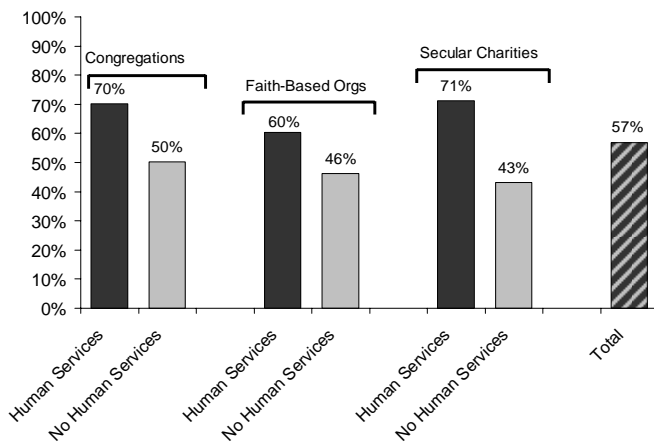 100%
90%
80%
70%
60%
50%
40%
30%
20%
10%
0%
Congregations
70%
50%
Faith-Based Orgs
60%
46%
Secular Charities
71%
43%
57%
Human Services
No Human Services
Human Services
No Human Services
Human Services
No Human Services
Total